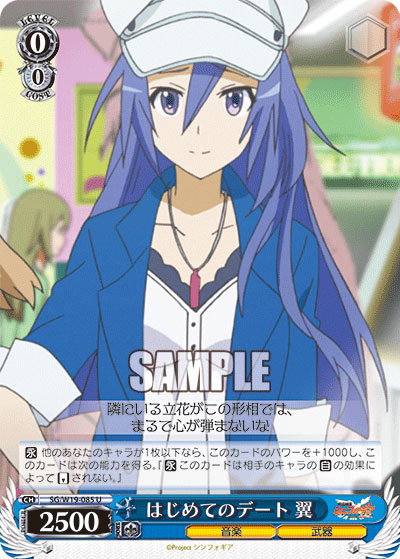 LEVEL
0
0
COST
SAMPLE
隣にいる立花がこの形相では、
まるで心が弾まないな
永 他のあなたのキャラが1枚以下なら、このカードのパワーを+1000し、こ
のカードは次の能力を得る。『永 このカードは相手のキャラの自の効果によ
って[レ]されない。』
CH SG/W19-085 U
2500
はじめてのデート 翼
音楽
武器
©Project シンフォギア